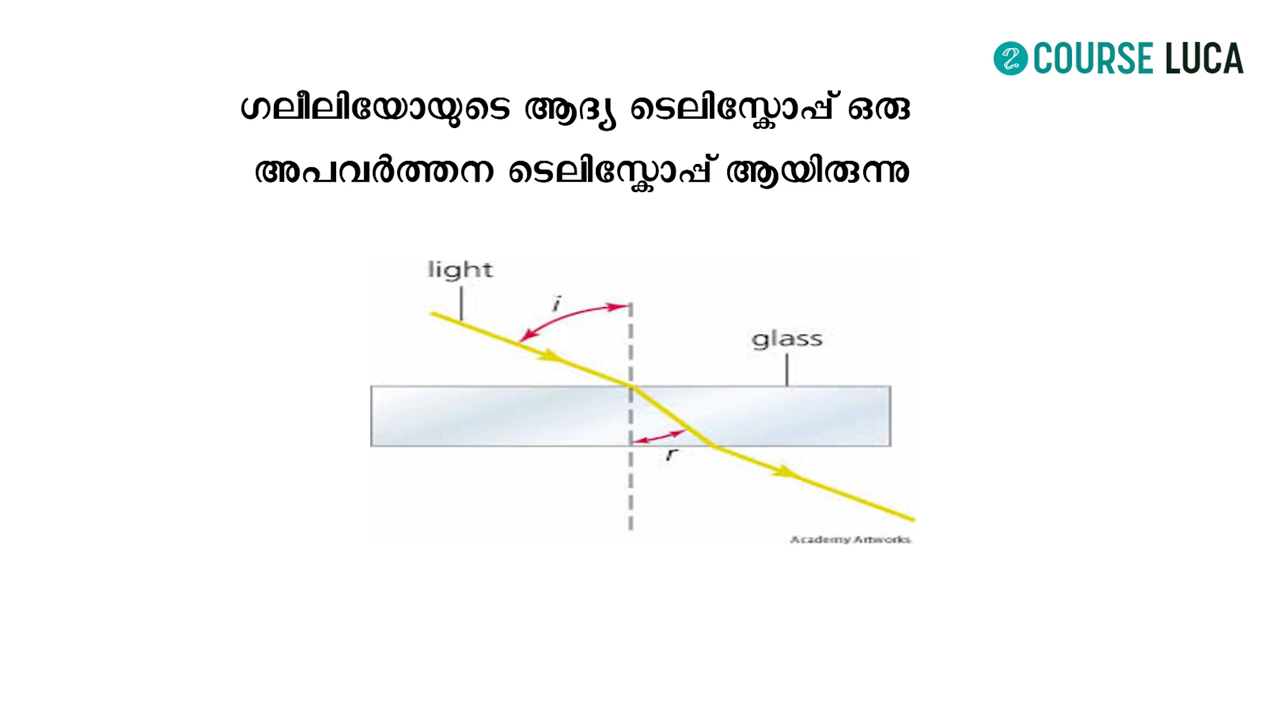 COURSE LUCA
ഗലീലിയോയുടെ ആദ്യ ടെലിസ്കോപ്പ് ഒരു
അപവർത്തന ടെലിസ്കോപ്പ് ആയിരുന്നു
light
i
glass
r
Academy Artworks